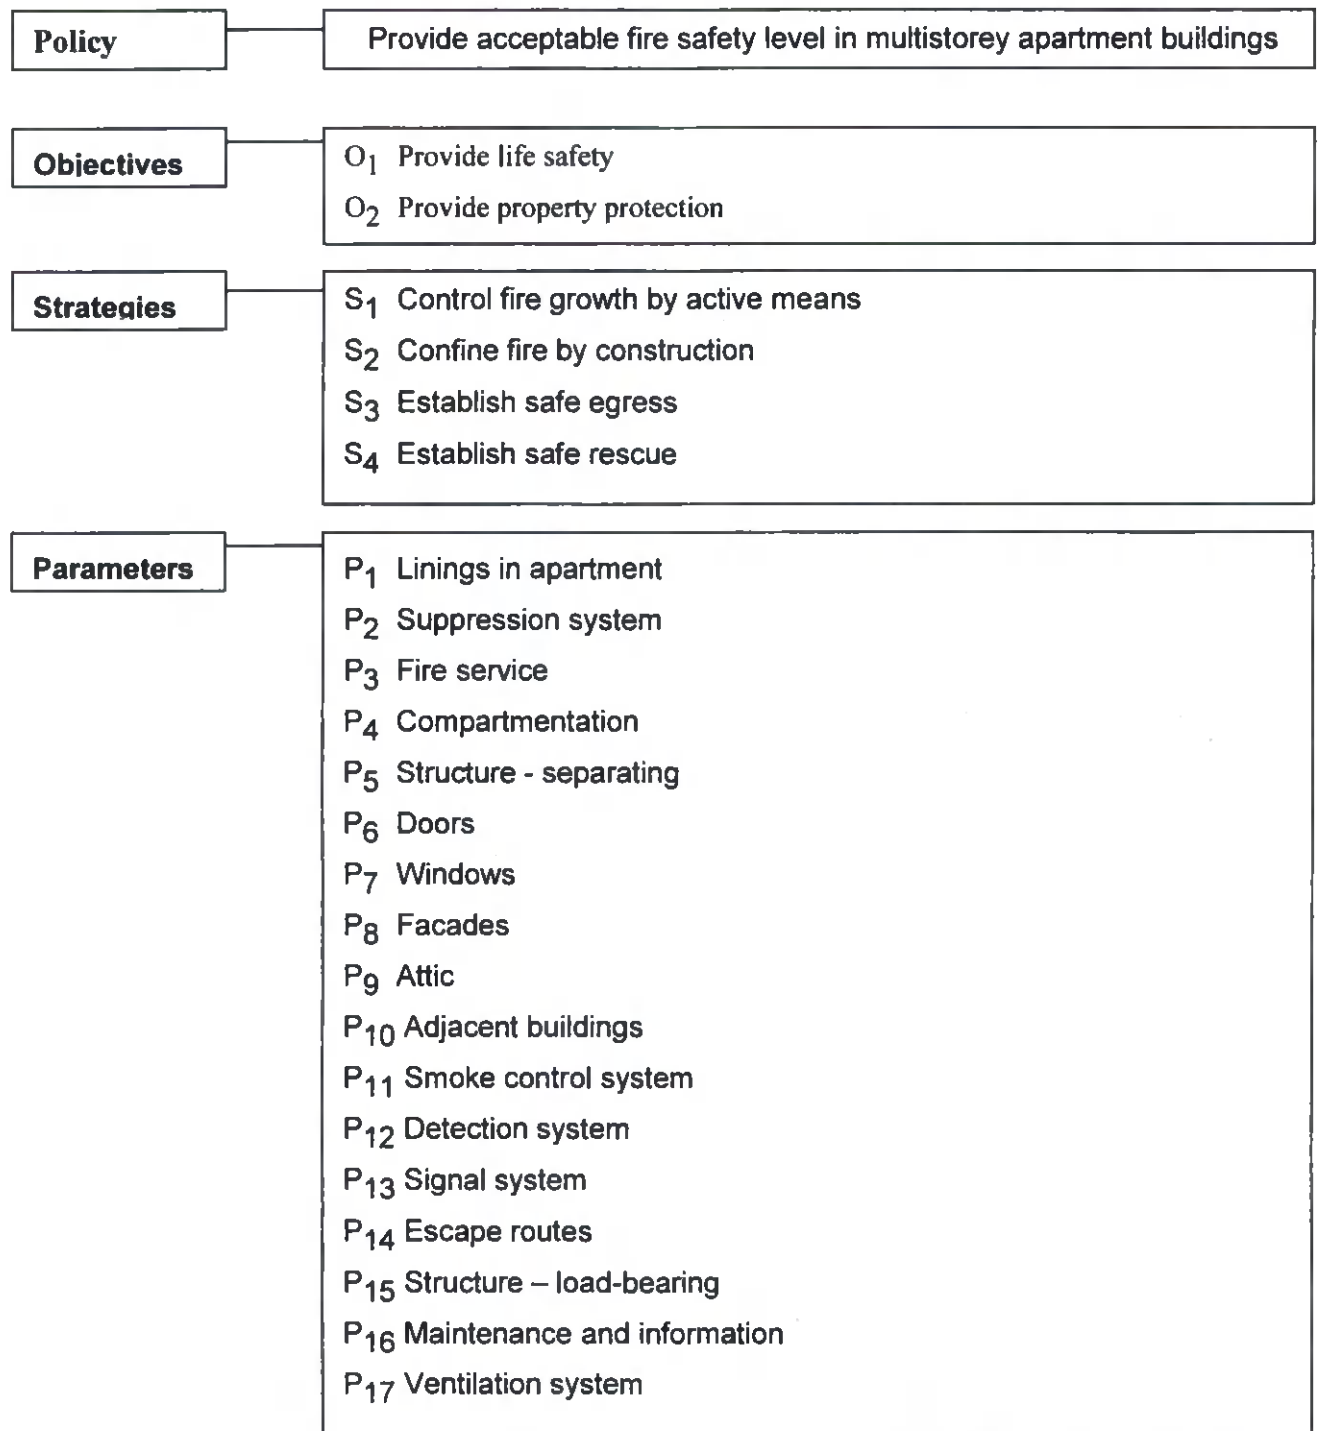 Policy
Provide acceptable fire safety level in multistorey apartment buildings
Objectives
O1 Provide life safety
O2 Provide property protection
Strategies
S1 Control fire growth by active means
S2 Confine fire by construction
S3 Establish safe egress
S4 Establish safe rescue
Parameters
P1 Linings in apartment
P2 Suppression system
P3 Fire service
P4 Compartmentation
P5 Structure - separating
P6 Doors
P7 Windows
P8 Facades
P9 Attic
P10 Adjacent buildings
P11 Smoke control system
P12 Detection system
P13 Signal system
P14 Escape routes
P15 Structure – load-bearing
P16 Maintenance and information
P17 Ventilation system